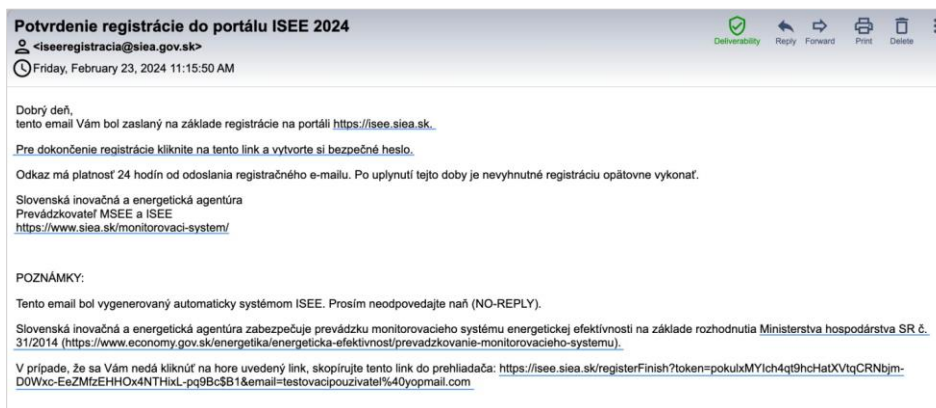 Potvrdenie registrácie do portálu ISEE 2024
<iseeregistracia@siea.gov.sk>
Friday, February 23, 2024 11:15:50 AM
Deliverability Reply Forward Print Delete
Dobrý deň,
tento email Vám bol zaslaný na základe registrácie na portáli https://isee.siea.sk.
Pre dokončenie registrácie kliknite na tento link a vytvorte si bezpečné heslo.
Odkaz má platnosť 24 hodín od odoslania registračného e-mailu. Po uplynutí tejto doby je nevyhnutné registráciu opätovne vykonať.
Slovenská inovačná a energetická agentúra
Prevádzkovateľ MSEE a ISEE
https://www.siea.sk/monitorovaci-system/
POZNÁMKY:
Tento email bol vygenerovaný automaticky systémom ISEE. Prosím neodpovedajte naň (NO-REPLY).
Slovenská inovačná a energetická agentúra zabezpečuje prevádzku monitorovacieho systému energetickej efektívnosti na základe rozhodnutia Ministerstva hospodárstva SR č.
31/2014 (https://www.economy.gov.sk/energetika/energeticka-efektivnost/prevadzkovanie-monitorovacieho-systemu).
V prípade, že sa Vám nedá kliknúť na hore uvedený link, skopírujte tento link do prehliadača: https://isee.siea.sk/registerFinish?token=pokulxMYIch4qt9hcHatXVtqCRNbjm-
D0Wxc-EeZMfzEHHOx4NTHixL-pq9Bc$B1&email=testovacipouzivatel%40yopmail.com